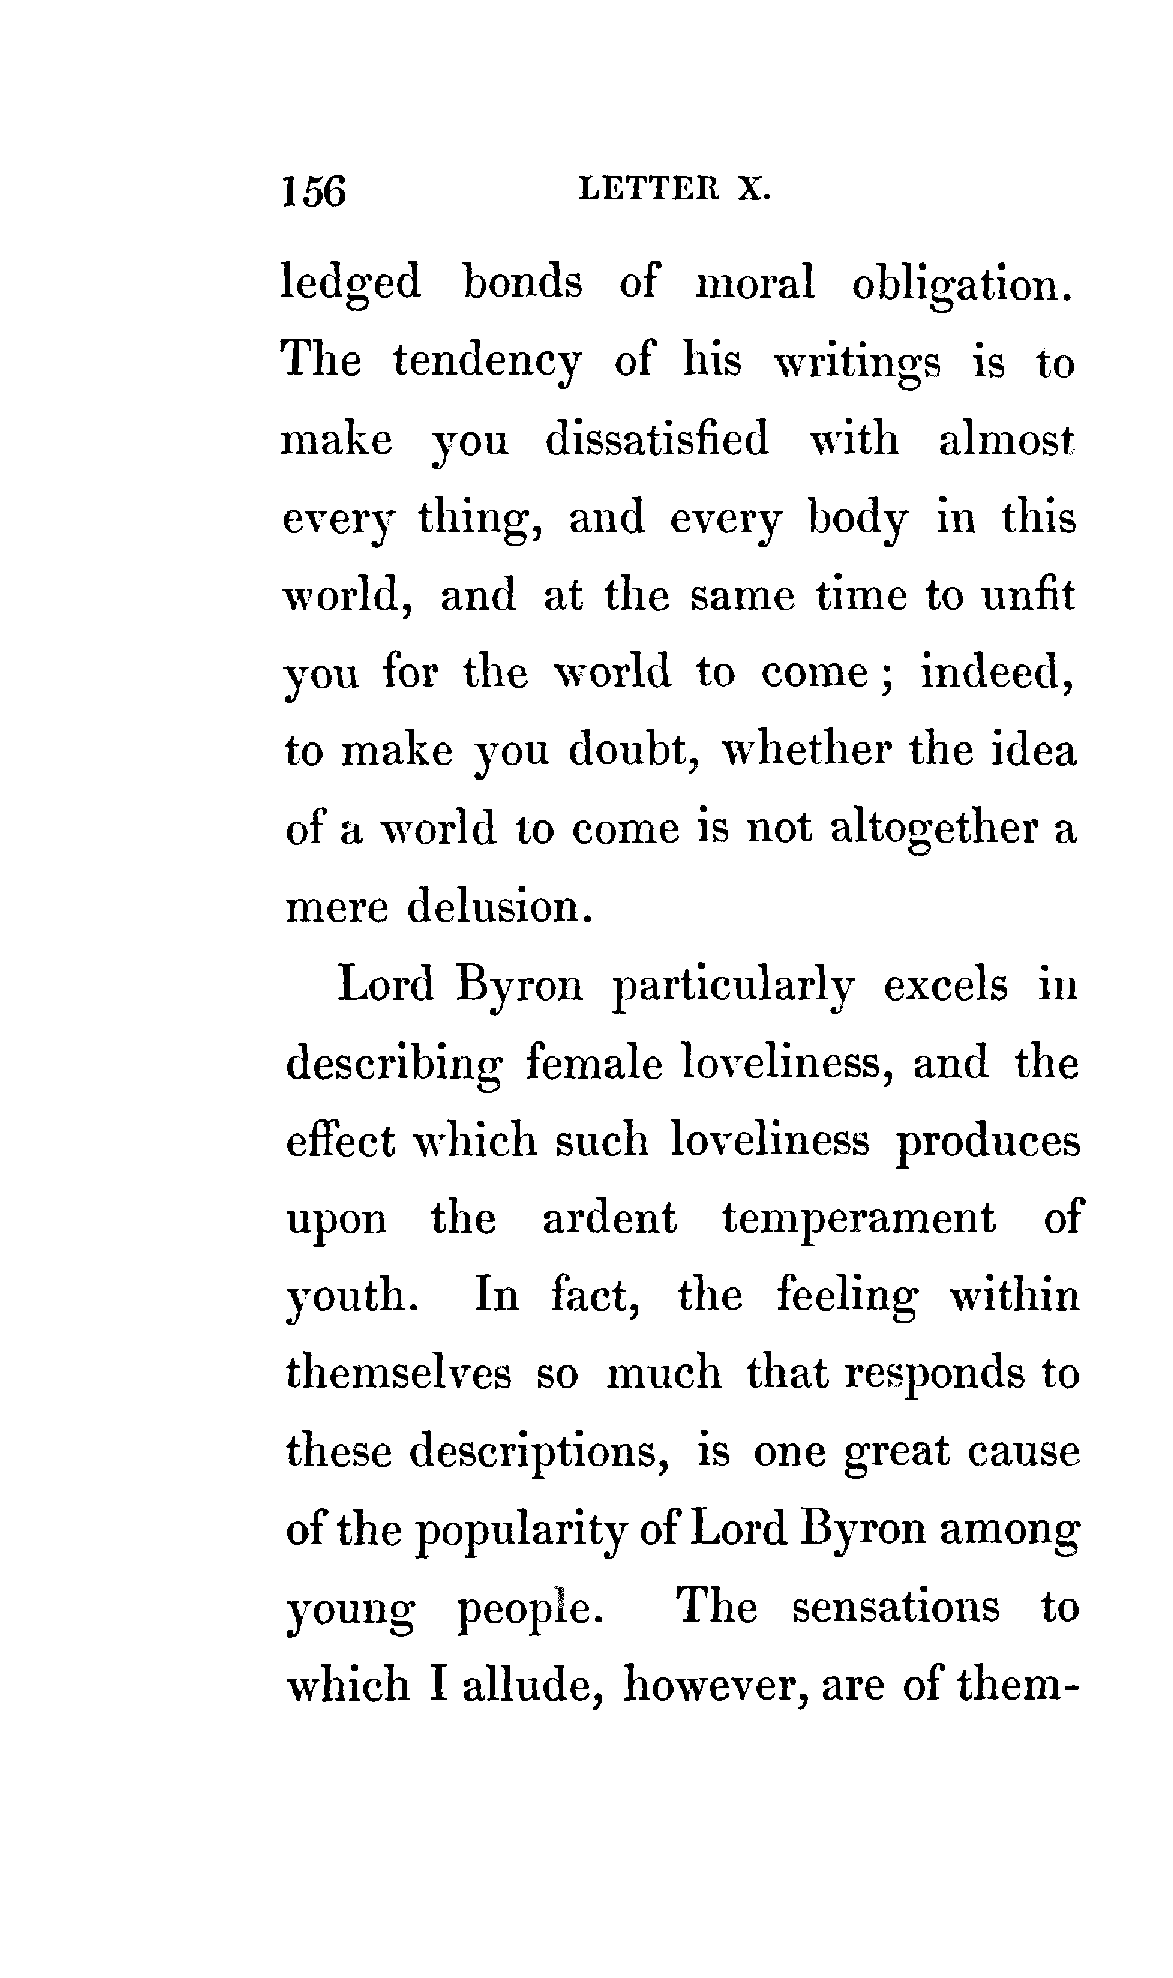 156 LETTER X.
ledged bonds of moral obligation.
The tendency of his writings is to
make you dissatisfied with almost
every thing, and every body in this
world, and at the same time to unfit
you for the world to come ; indeed,
to make you doubt, whether the idea
of a world to come is not altogether a
mere delusion.
Lord Byron particularly excels in
describing female loveliness, and the
effect which such loveliness produces
upon the ardent temperament of
youth. In fact, the feeling within
themselves so much that responds to
these descriptions, is one great cause
of the popularity of Lord Byron among
young people. The sensations to
which I allude, however, are of them-